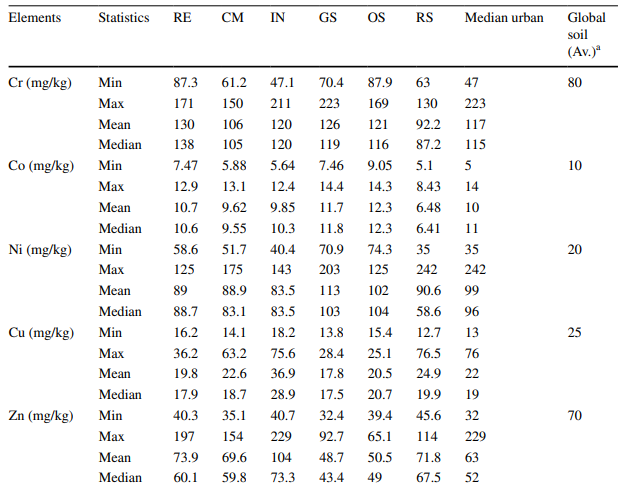 Elements Statistics RE CM IN GS OS RS Median urban Global
soil
(Av.)a
Cr (mg/kg) Min 87.3 61.2 47.1 70.4 87.9 63 47 80
Max 171 150 211 223 169 130 223
Mean 130 106 120 126 121 92.2 117
Median 138 105 120 119 116 87.2 115
Co (mg/kg) Min 7.47 5.88 5.64 7.46 9.05 5.1 5 10
Max 12.9 13.1 12.4 14.4 14.3 8.43 14
Mean 10.7 9.62 9.85 11.7 12.3 6.48 10
Median 10.6 9.55 10.3 11.8 12.3 6.41 11
Ni (mg/kg) Min 58.6 51.7 40.4 70.9 74.3 35 35 20
Max 125 175 143 203 125 242 242
Mean 89 88.9 83.5 113 102 90.6 99
Median 88.7 83.1 83.5 103 104 58.6 96
Cu (mg/kg) Min 16.2 14.1 18.2 13.8 15.4 12.7 13 25
Max 36.2 63.2 75.6 28.4 25.1 76.5 76
Mean 19.8 22.6 36.9 17.8 20.5 24.9 22
Median 17.9 18.7 28.9 17.5 20.7 19.9 19
Zn (mg/kg) Min 40.3 35.1 40.7 32.4 39.4 45.6 32 70
Max 197 154 229 92.7 65.1 114 229
Mean 73.9 69.6 104 48.7 50.5 71.8 63
Median 60.1 59.8 73.3 43.4 49 67.5 52